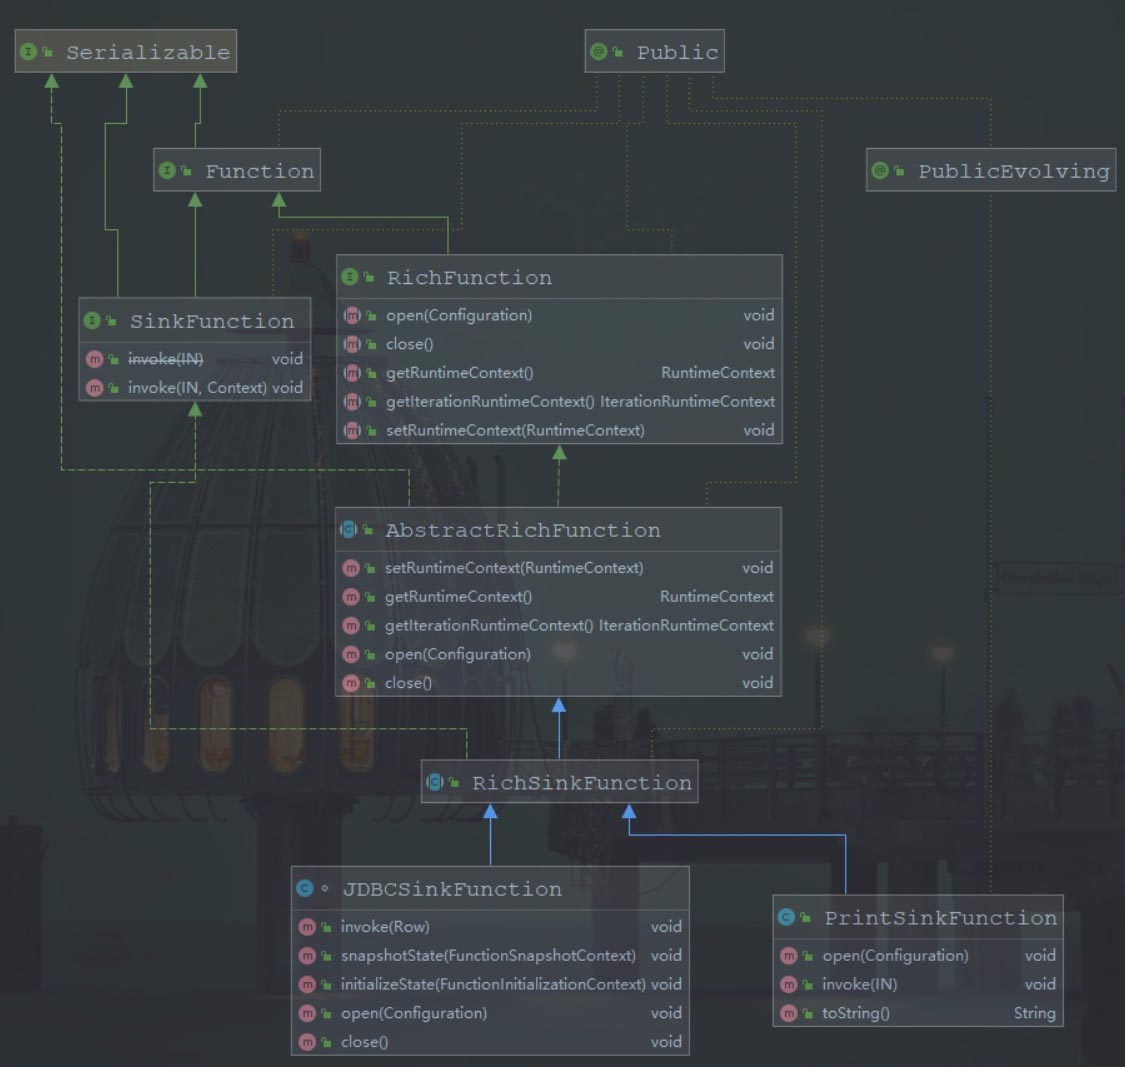 Serializable
Public
Function
PublicEvolving
RichFunction
open(Configuration) void
close() void
getRuntimeContext() RuntimeContext
getIterationRuntimeContext() IterationRuntimeContext
setRuntimeContext(RuntimeContext) void
SinkFunction
invoke(IN) void
invoke(IN, Context) void
AbstractRichFunction
setRuntimeContext(RuntimeContext) void
getRuntimeContext() RuntimeContext
getIterationRuntimeContext() IterationRuntimeContext
open(Configuration) void
close() void
RichSinkFunction
JDBCSinkFunction
invoke(Row) void
snapshotState(FunctionSnapshotContext) void
initializeState(FunctionInitializationContext) void
open(Configuration) void
close() void
PrintSinkFunction
open(Configuration) void
invoke(IN) void
toString() String